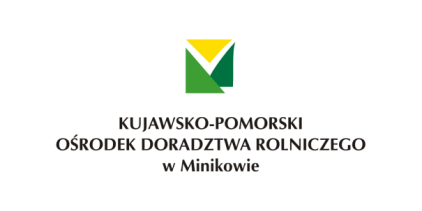 KUJAWSKO-POMORSKI
OŚRODEK DORADZTWA ROLNICZEGO
w Minikowie